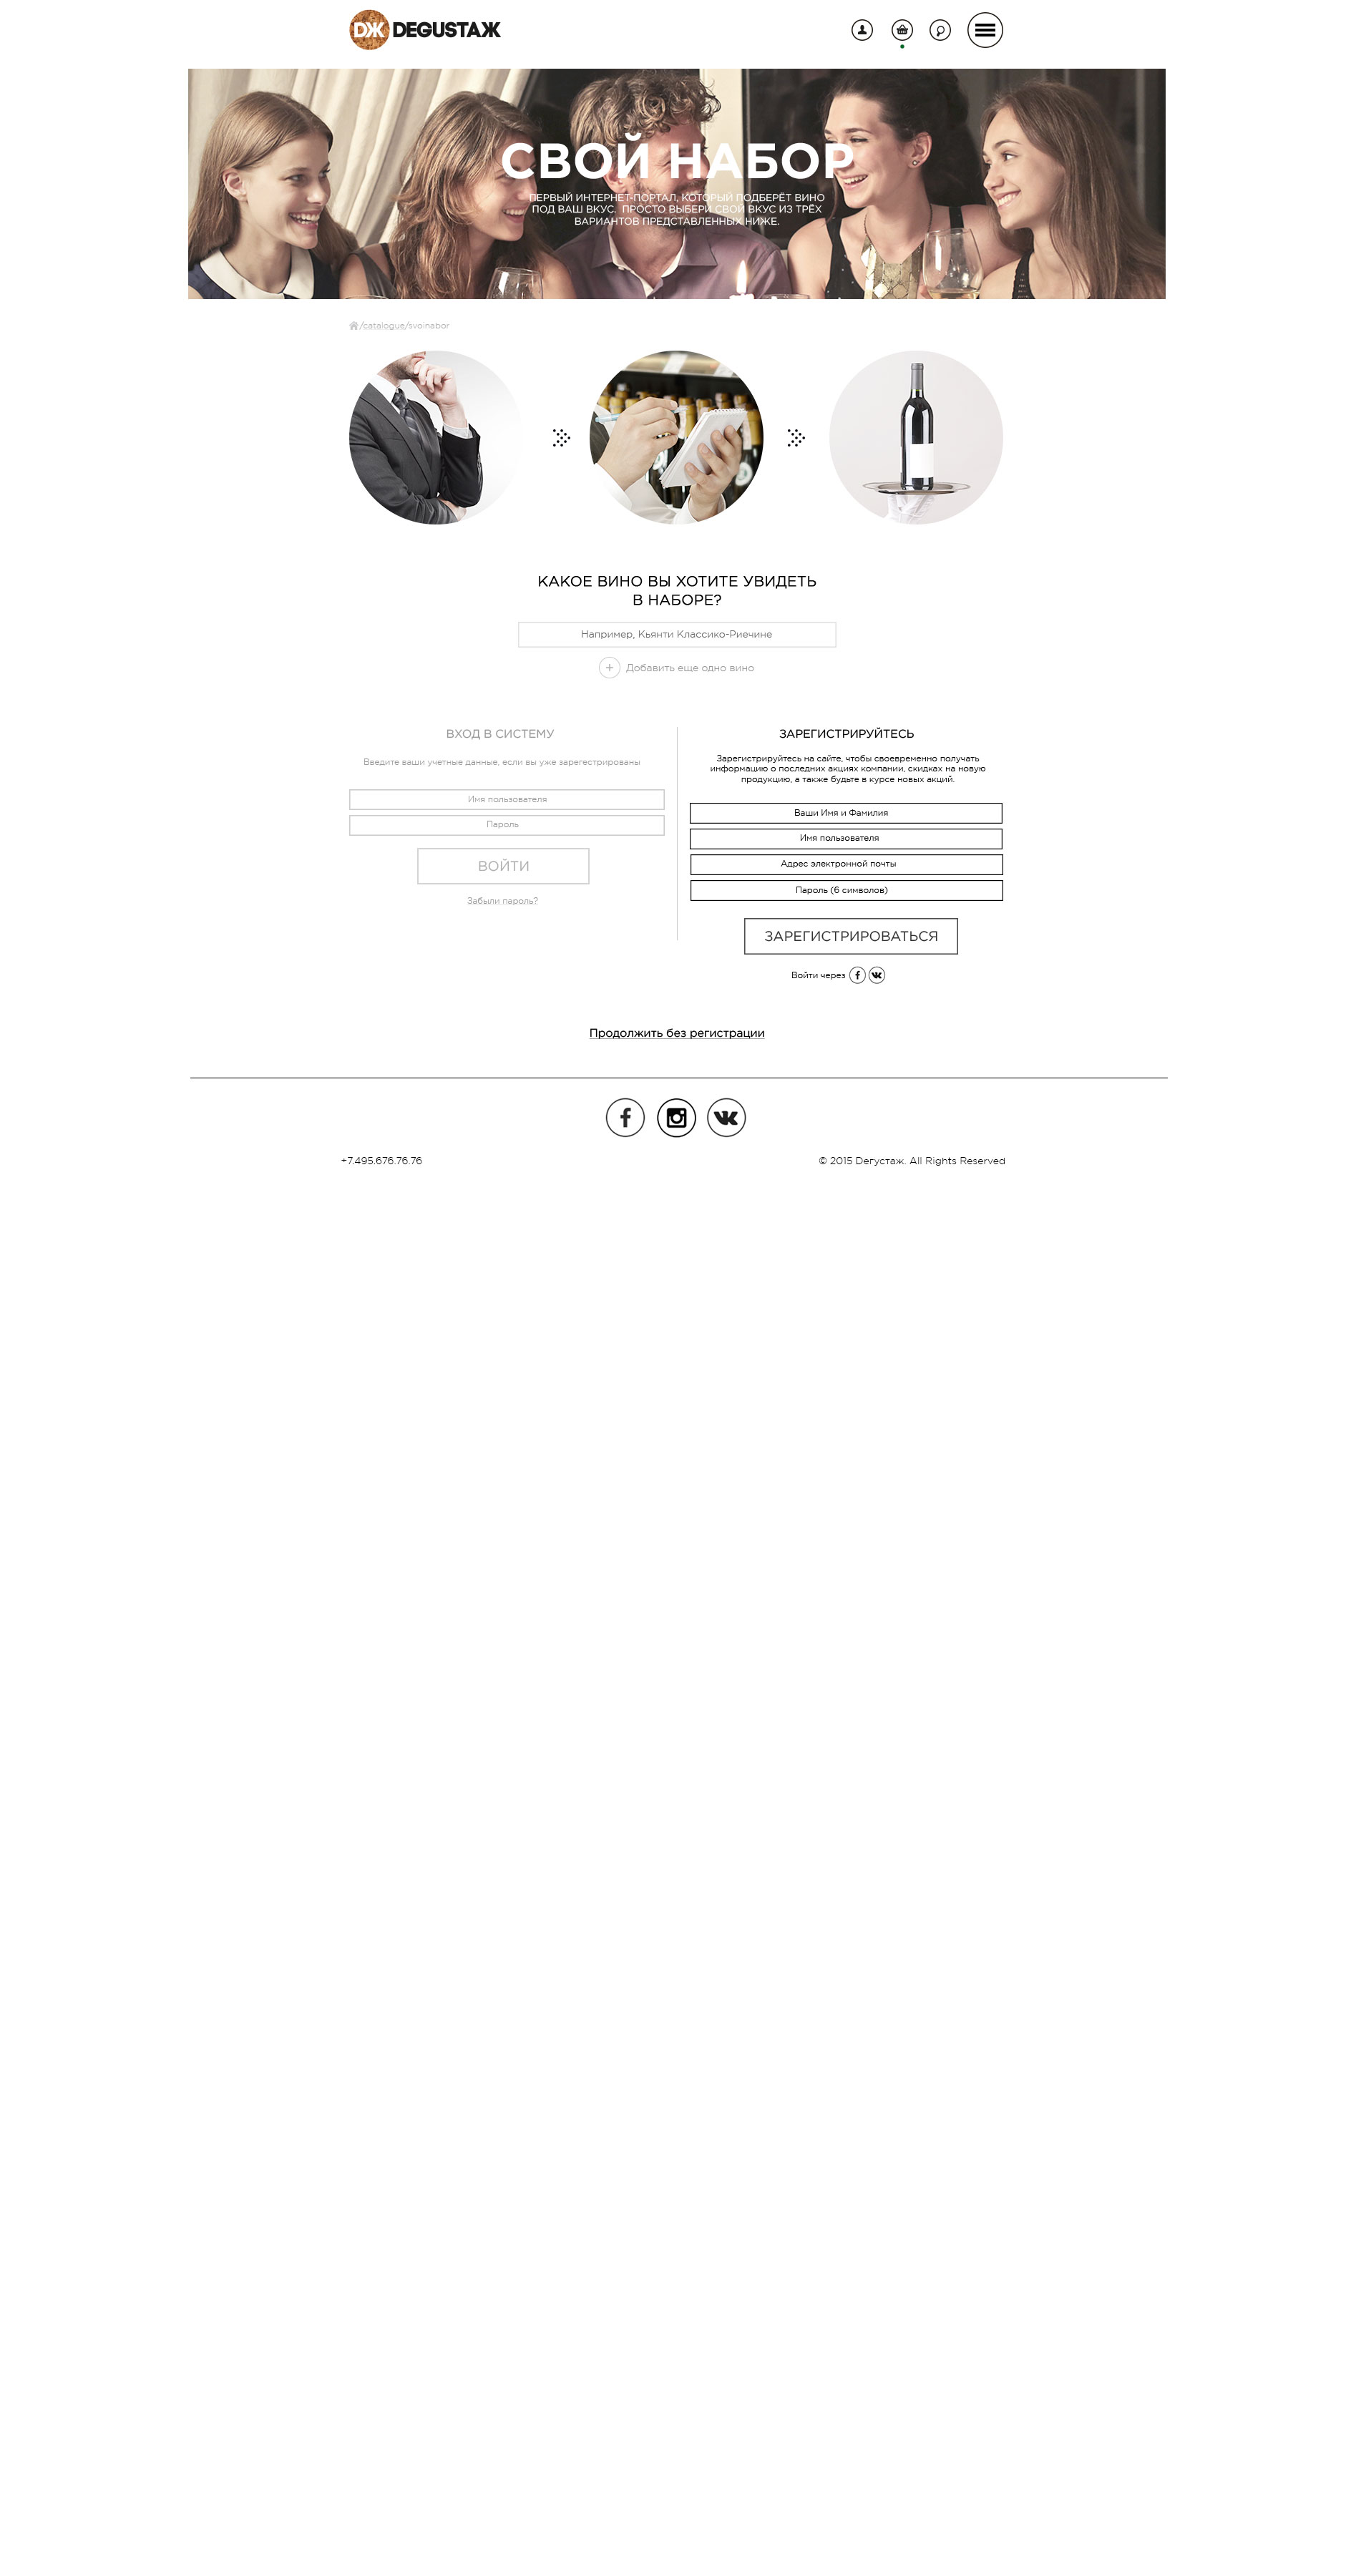 ДЖ DEGUSTAЖ
СВОЙ НАБОР
ПЕРВЫЙ ИНТЕРНЕТ-ПОРТАЛ, КОТОРЫЙ ПОДБЕРЁТ ВИНО
ПОД ВАШ ВКУС. ПРОСТО ВЫБЕРИ СВОЙ ВКУС ИЗ ТРЁХ
ВАРИАНТОВ ПРЕДСТАВЛЕННЫХ НИЖЕ.
/catalogue/svoinabor
КАКОЕ ВИНО ВЫ ХОТИТЕ УВИДЕТЬ
В НАБОРЕ?
Например, Кьянти Классико-Риечине
+ Добавить еще одно вино
ВХОД В СИСТЕМУ
Введите ваши учетные данные, если вы уже зарегестрированы
Имя пользователя
Пароль
ВОЙТИ
Забыли пароль?
ЗАРЕГИСТРИРУЙТЕСЬ
Зарегистрируйтесь на сайте, чтобы своевременно получать
информацию о последних акциях компании, скидках на новую
продукцию, а также будьте в курсе новых акций.
Ваши Имя и Фамилия
Имя пользователя
Адрес электронной почты
Пароль (6 символов)
ЗАРЕГИСТРИРОВАТЬСЯ
Войти через
Продолжить без регистрации
+7.495.676.76.76
© 2015 Dегустаж. All Rights Reserved